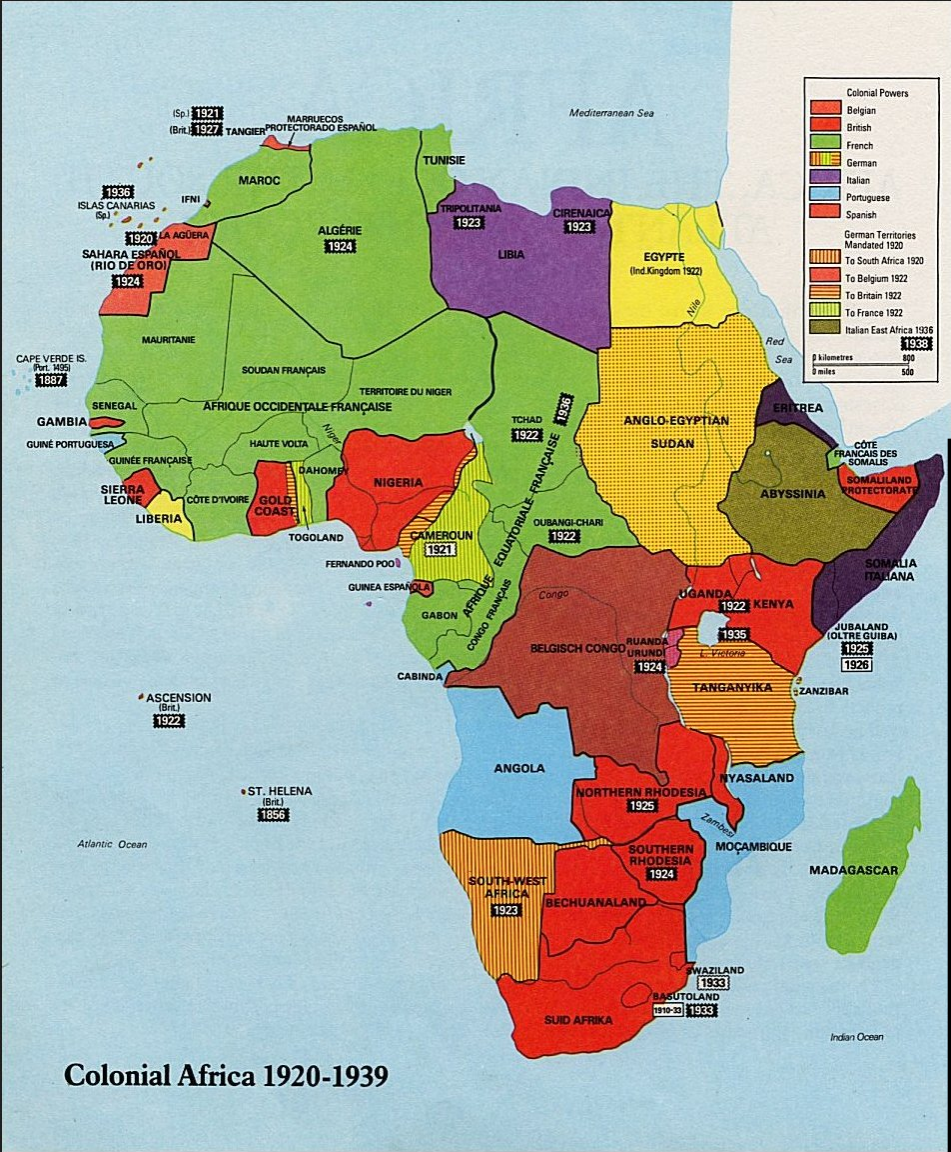 (Sp.) 1921
(Brit.) 1927
TANGIER
MARRUECOS
PROTECTORADO ESPAÑOL
Mediterranean Sea
TUNISIE
MAROC
IFNI
1936
ISLAS CANARIAS
(Sp.)
1920
LA AGÜERA
SAHARA ESPAÑOL
(RIO DE ORO)
1924
ALGÉRIE
1924
TRIPOLITANIA
1923
CIRENAICA
1923
LIBIA
EGYPTE
(Ind.Kingdom 1922)
Nile
Red
Sea
MAURITANIE
SOUDAN FRANÇAIS
TERRITOIRE DU NIGER
AFRIQUE OCCIDENTALE FRANÇAISE
CAPE VERDE IS.
(Port. 1495)
1887
SENEGAL
GAMBIA
GUINÉ PORTUGUESA
GUINÉE FRANÇAISE
SIERRA
LEONE
LIBERIA
CÔTE D'IVOIRE
HAUTE VOLTA
Niger
GOLD
COAST
DAHOMEY
TOGOLAND
NIGERIA
TCHAD
1922
AFRIQUE EQUATORIALE FRANÇAISE 1936
OUBANGI-CHARI
1922
CAMEROUN
1921
FERNANDO POO
GUINEA ESPAÑOLA
GABON
CONGO FRANÇAIS
CABINDA
ANGLO-EGYPTIAN
SUDAN
ERITREA
CÔTE
FRANCAIS DES
SOMALIS
SOMALILAND
PROTECTORATE
ABYSSINIA
SOMALIA
ITALIANA
UGANDA
1922
KENYA
1935
JUBALAND
(OLTRE GIUBA)
1925
1926
Congo
BELGISCH CONGO
RUANDA
URUNDI
1924
L. Victoria
TANGANYIKA
ZANZIBAR
ASCENSION
(Brit.)
1922
ST. HELENA
(Brit.)
1856
Atlantic Ocean
ANGOLA
NORTHERN RHODESIA
1925
NYASALAND
Zambesi
MOÇAMBIQUE
SOUTHERN
RHODESIA
1924
MADAGASCAR
SOUTH-WEST
AFRICA
1923
BECHUANALAND
SWAZILAND
1933
BASUTOLAND
1910-33 1933
SUID AFRIKA
Indian Ocean
Colonial Africa 1920-1939
Colonial Powers
Belgian
British
French
German
Italian
Portuguese
Spanish
German Territories
Mandated 1920
To South Africa 1920
To Belgium 1922
To Britain 1922
To France 1922
Italian East Africa 1936
1938
0 kilometres 800
0 miles 500